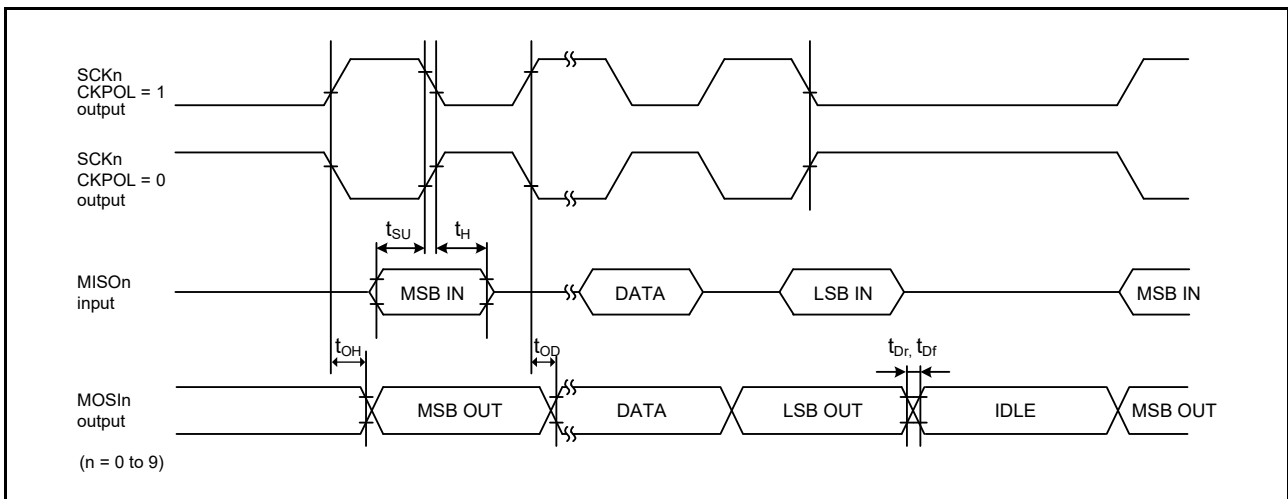 SCKn
CKPOL = 1
output
SCKn
CKPOL = 0
output
tSU
tH
MISOn
input
MSB IN
DATA
LSB IN
MSB IN
tOH
tOD
tDr, tDf
MOSIn
output
MSB OUT
DATA
LSB OUT
IDLE
MSB OUT
(n = 0 to 9)